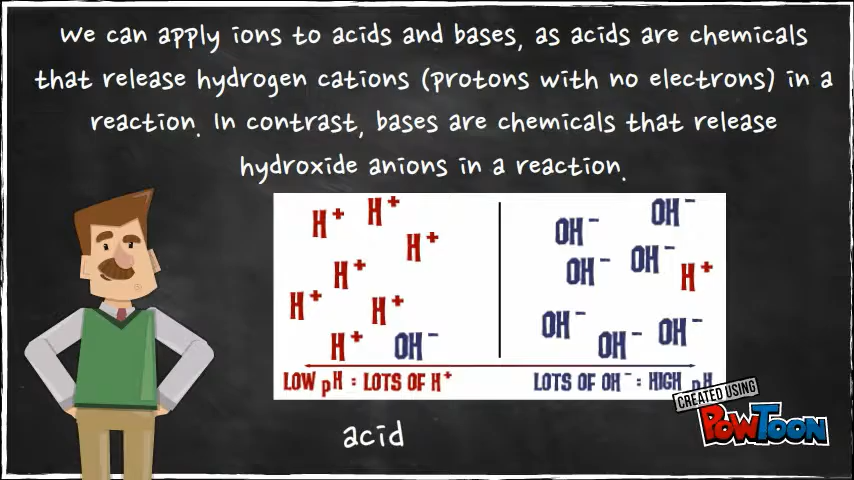 We can apply ions to acids and bases, as acids are chemicals
that release hydrogen cations (protons with no electrons) in a
reaction. In contrast, bases are chemicals that release
hydroxide anions in a reaction.
H+ H+
H+
H+
H+ H+
H+ OH-
OH- OH-
OH- OH- H+
OH- OH- OH-
LOW pH : LOTS OF H+
LOTS OF OH- : HIGH pH
acid
CREATED USING
POWTOON